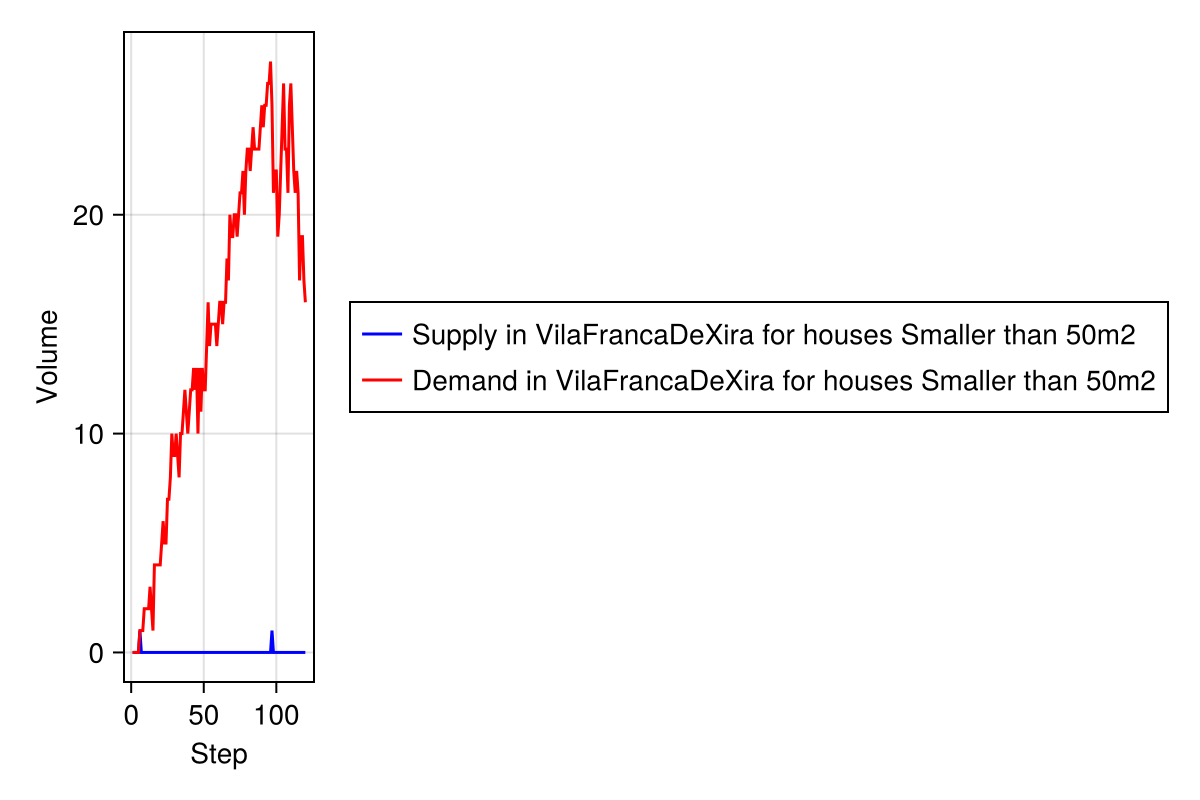 20
10
0
Volume
0 50 100
Step
Supply in VilaFrancaDeXira for houses Smaller than 50m2
Demand in VilaFrancaDeXira for houses Smaller than 50m2